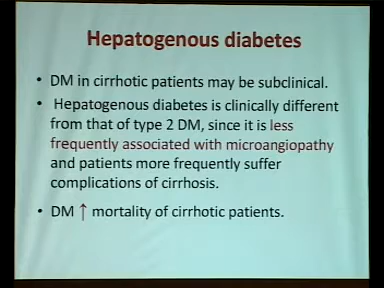 Hepatogenous diabetes
• DM in cirrhotic patients may be subclinical.
• Hepatogenous diabetes is clinically different
from that of type 2 DM, since it is less
frequently associated with microangiopathy
and patients more frequently suffer
complications of cirrhosis.
• DM ↑ mortality of cirrhotic patients.